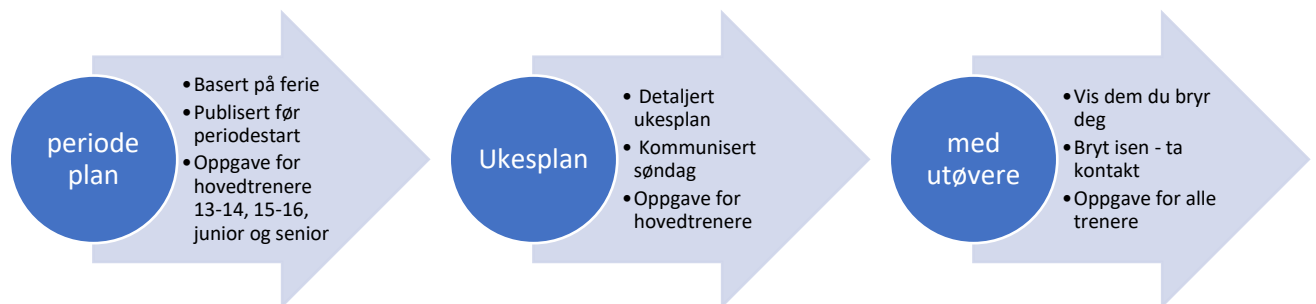 periode
plan
•Basert på ferie
•Publisert før
periodestart
•Oppgave for
hovedtrenere
13-14, 15-16,
junior og senior
Ukesplan
• Detaljert
ukesplan
• Kommunisert
søndag
•Oppgave for
hovedtrenere
med
utøvere
•Vis dem du bryr
deg
•Bryt isen - ta
kontakt
•Oppgave for alle
trenere